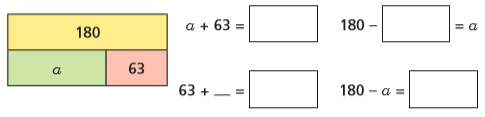 180
a 63
a + 63 =
180 – = a
63 + __ =
180 – a =